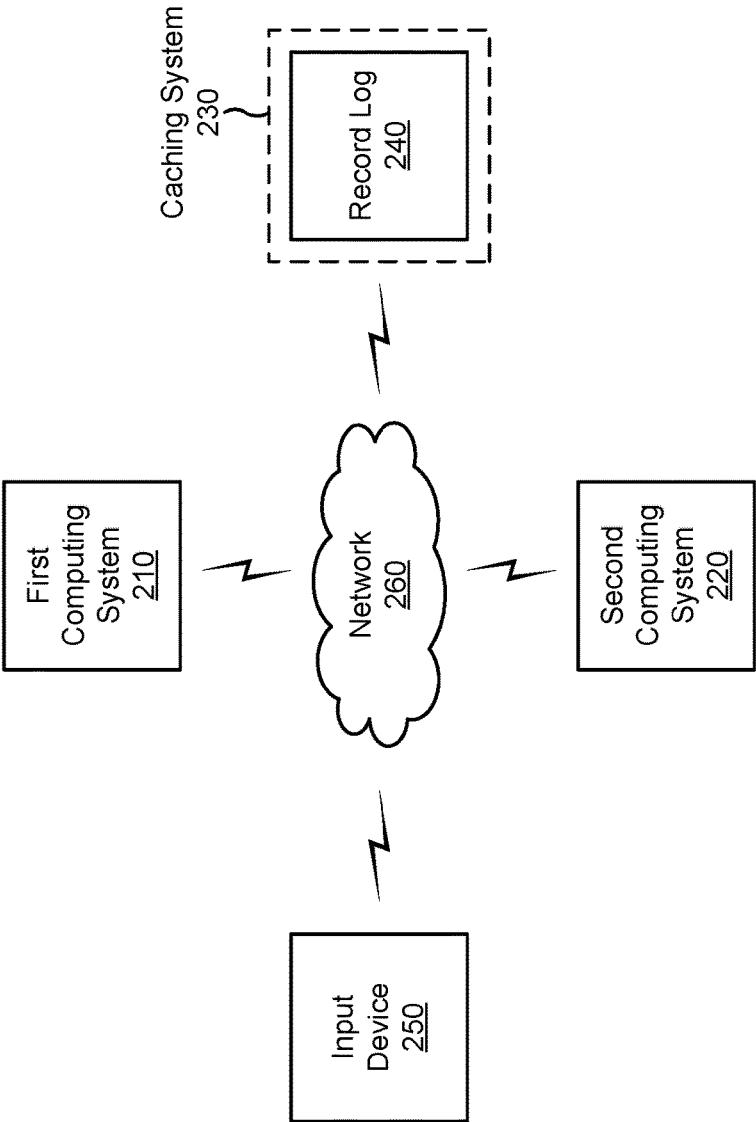 Caching System
230
Record Log
240
First
Computing
System
210
Network
260
Second
Computing
System
220
Input
Device
250